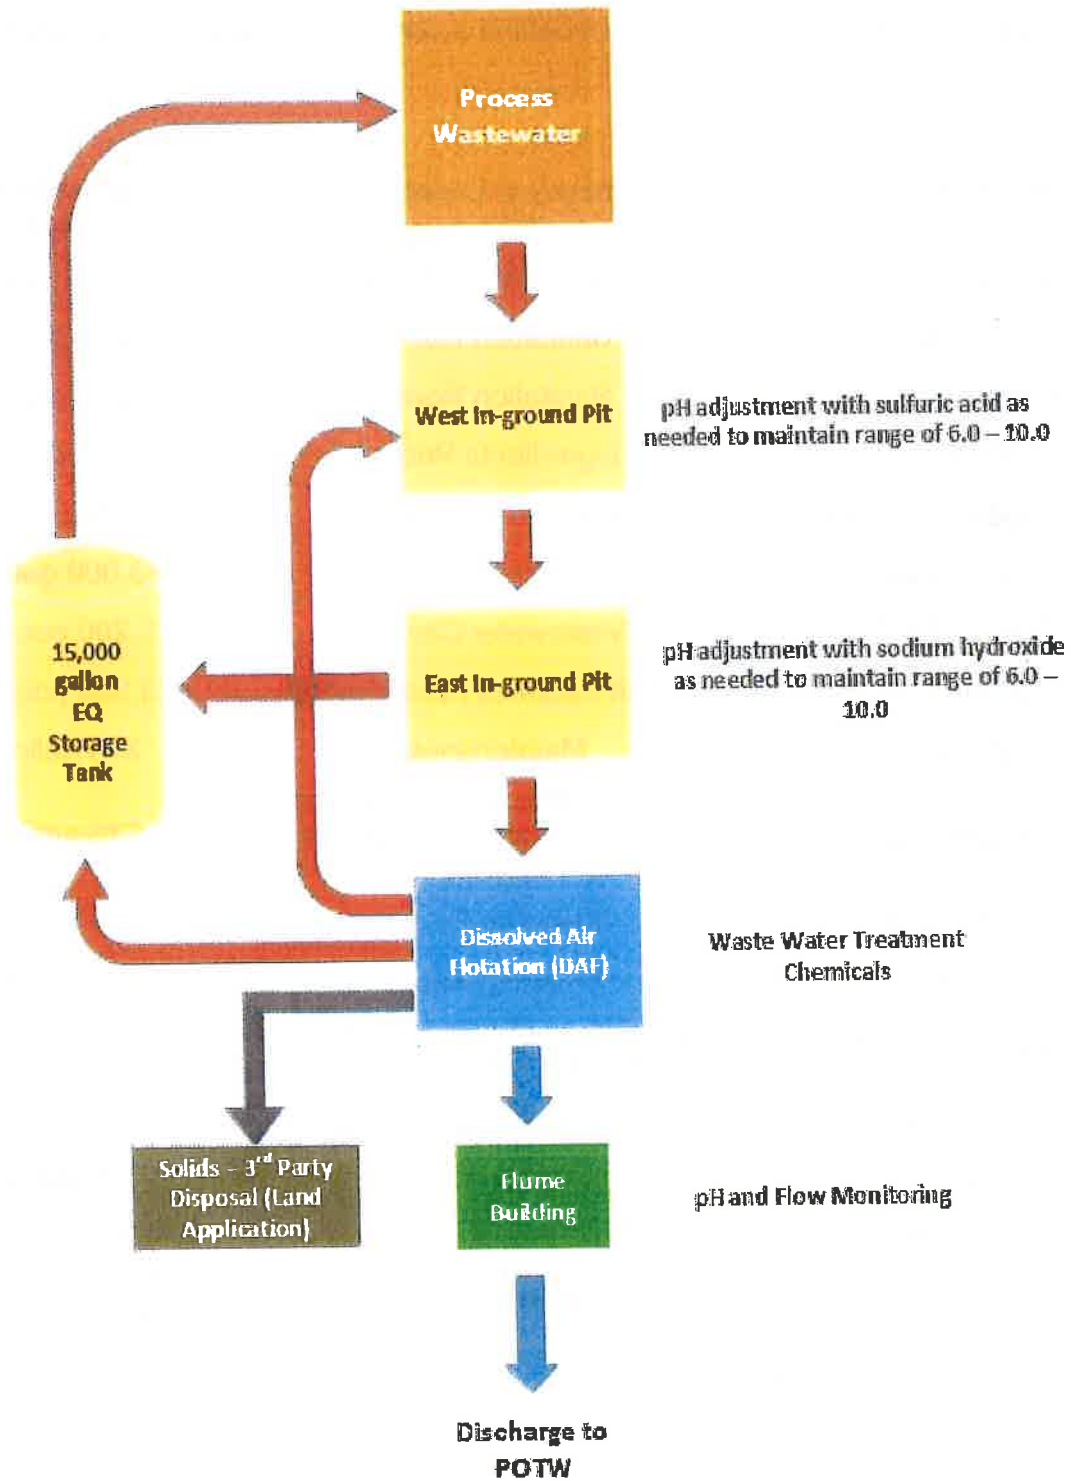 Process
Wastewater
West In-ground Pit
pH adjustment with sulfuric acid as
needed to maintain range of 6.0 – 10.0
15,000
gallon
EQ
Storage
Tank
East In-ground Pit
pH adjustment with sodium hydroxide
as needed to maintain range of 6.0 –
10.0
Dissolved Air
Flotation (DAF)
Waste Water Treatment
Chemicals
Solids – 3rd Party
Disposal (Land
Application)
Flume
Building
pH and Flow Monitoring
Discharge to
POTW